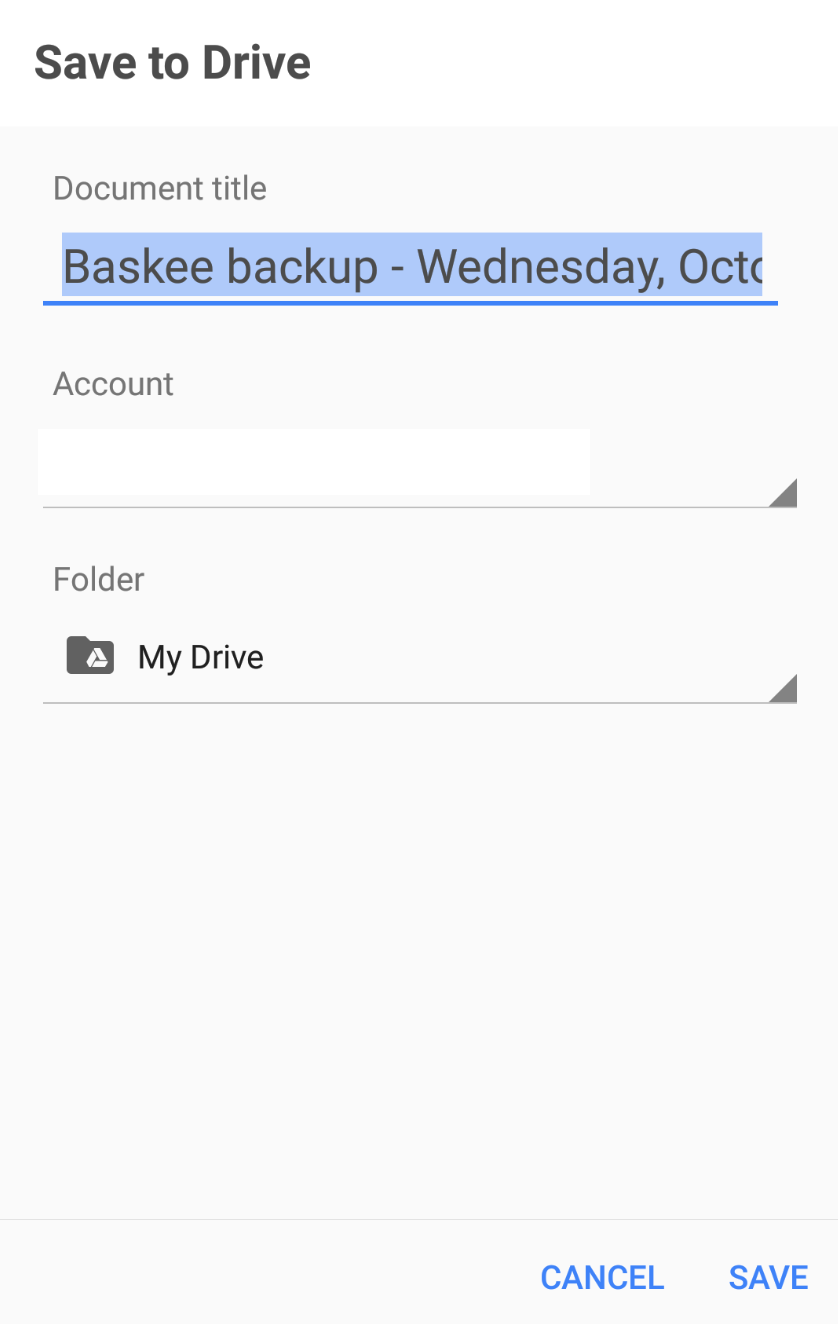 Save to Drive
Document title
Baskee backup - Wednesday, Octo
Account
Folder
My Drive
CANCEL SAVE